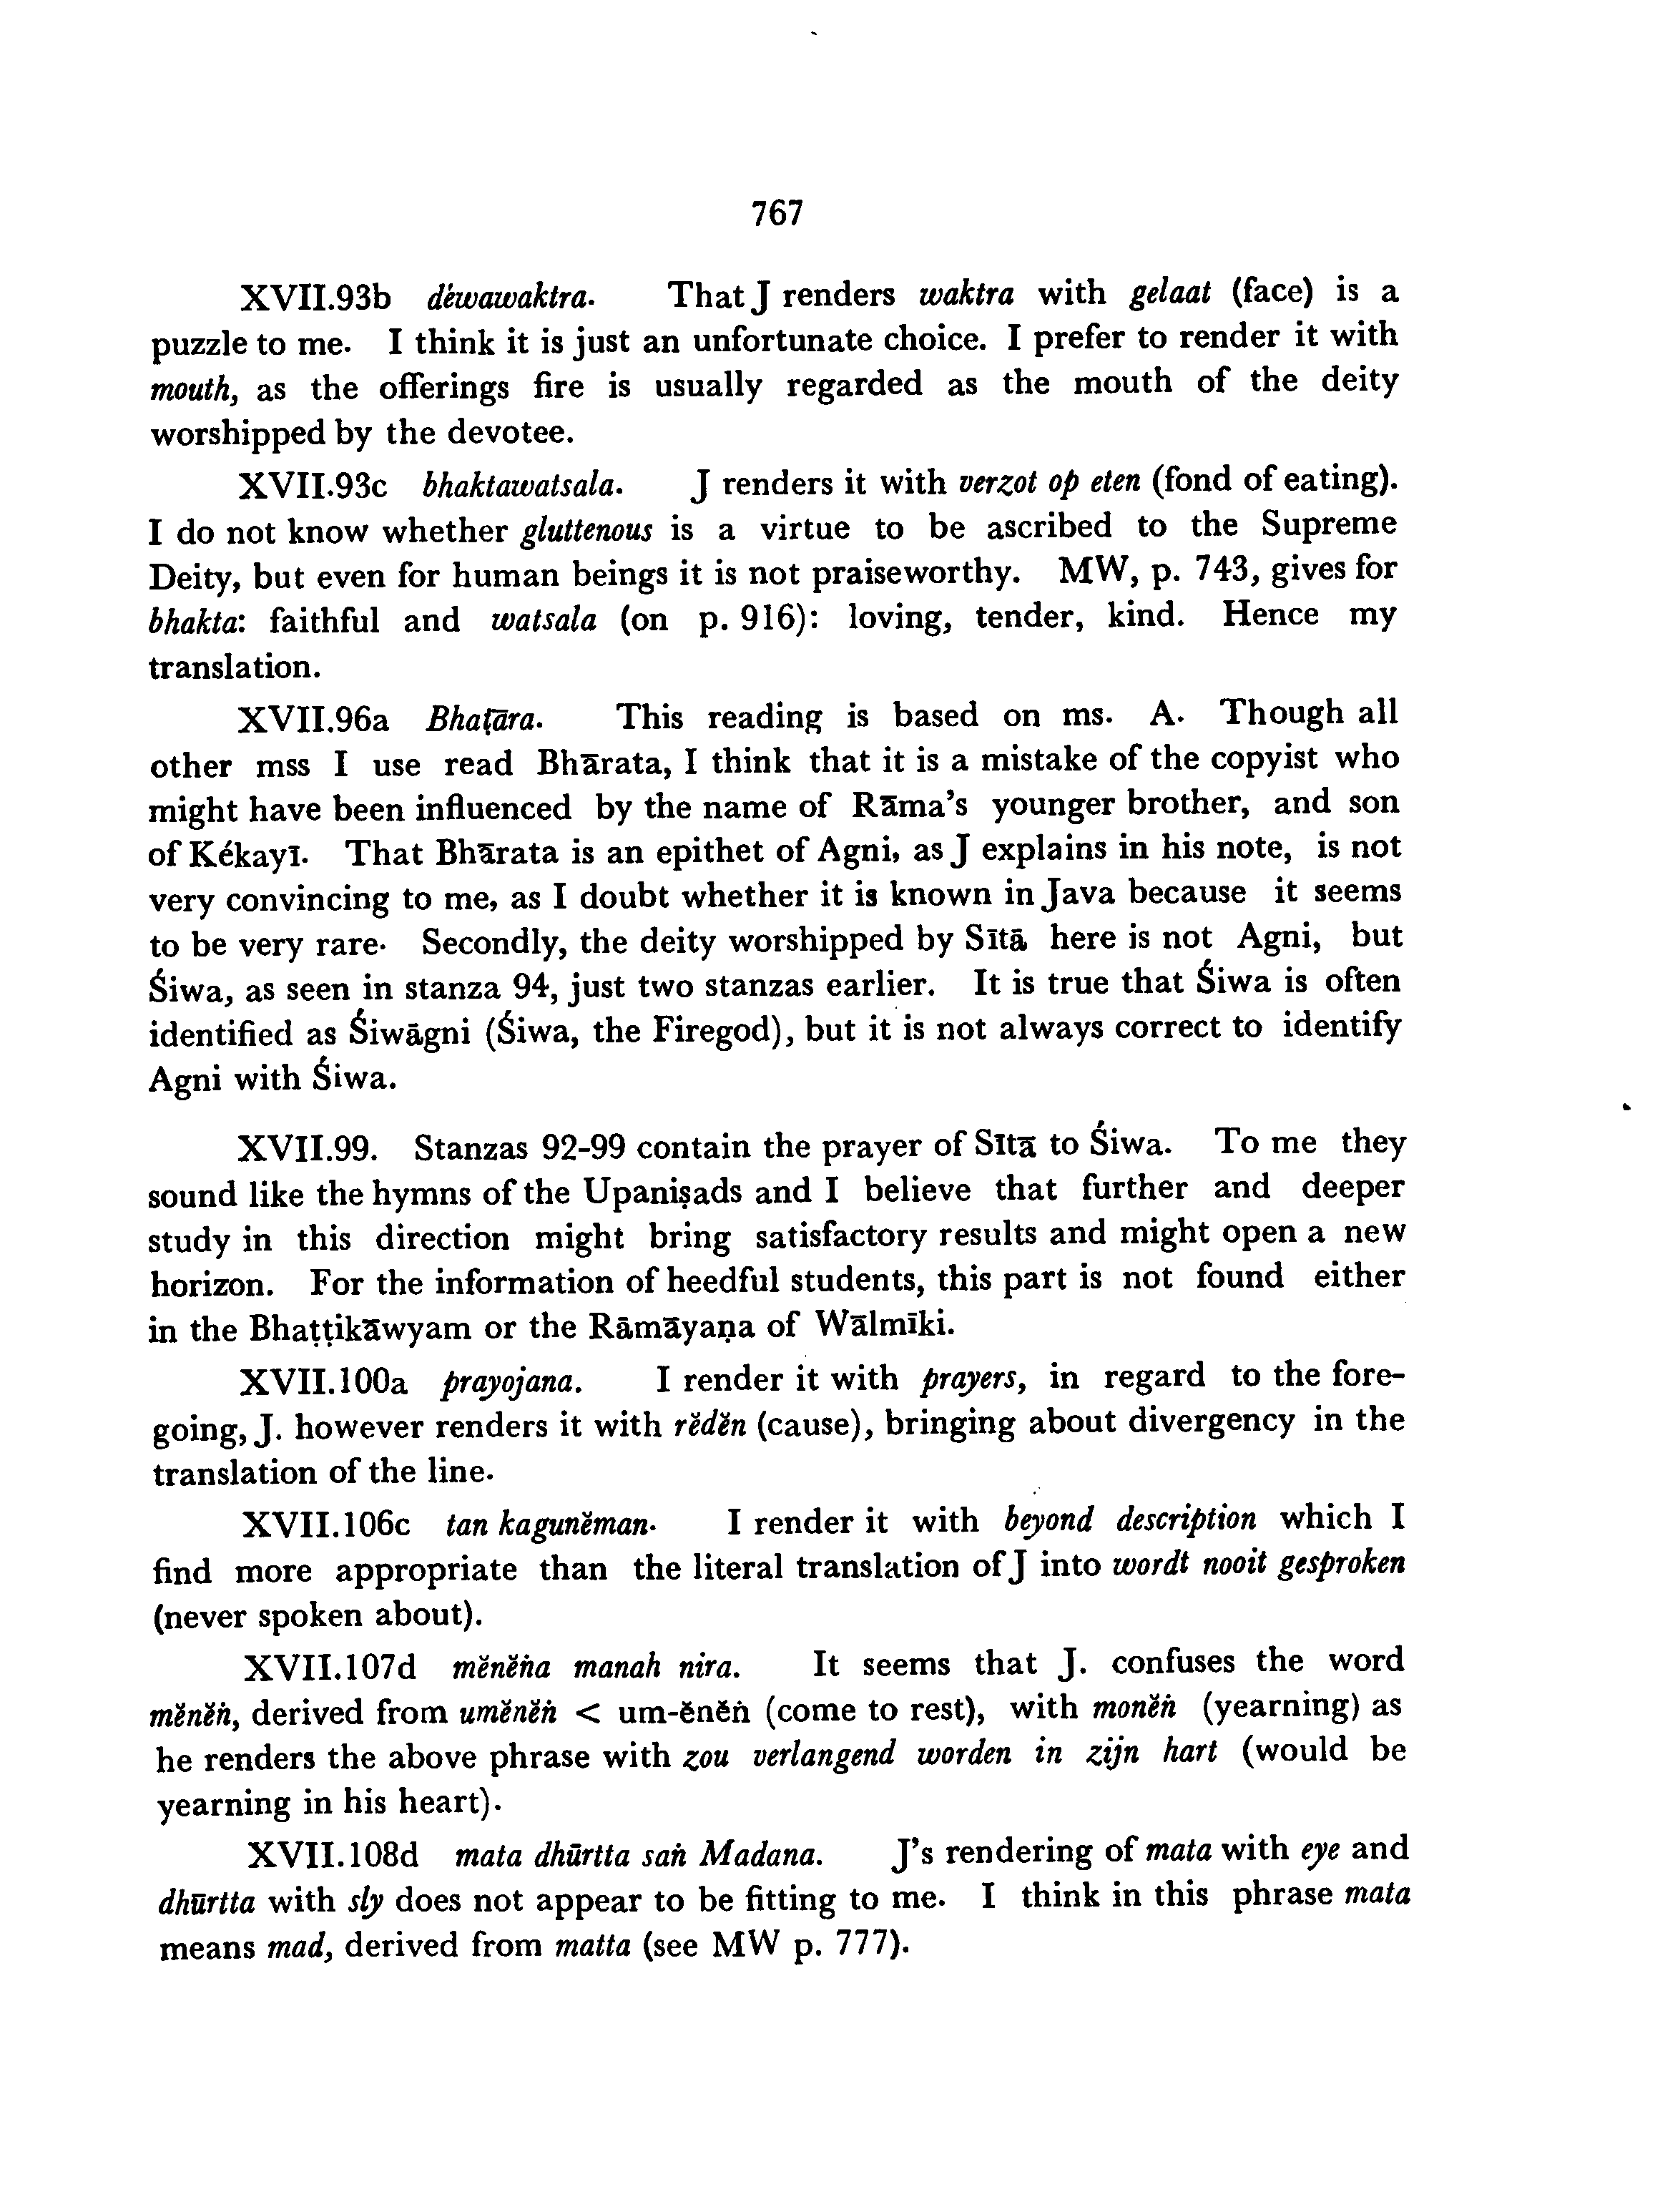 767
XVII.93b déwawaktra. That J renders waktra with gelaat (face) is a
puzzle to me. I think it is just an unfortunate choice. I prefer to render it with
mouth, as the offerings fire is usually regarded as the mouth of the deity
worshipped by the devotee.
XVII.93c bhaktawatsala. J renders it with verzot op eten (fond of eating).
I do not know whether gluttenous is a virtue to be ascribed to the Supreme
Deity, but even for human beings it is not praiseworthy. MW, p. 743, gives for
bhakta: faithful and watsala (on p. 916): loving, tender, kind. Hence my
translation.
XVII.96a Bhaṭāra. This reading is based on ms. A. Though all
other mss I use read Bhārata, I think that it is a mistake of the copyist who
might have been influenced by the name of Rāma's younger brother, and son
of Kékayī. That Bhārata is an epithet of Agni, as J explains in his note, is not
very convincing to me, as I doubt whether it is known in Java because it seems
to be very rare. Secondly, the deity worshipped by Sītā here is not Agni, but
Śiwa, as seen in stanza 94, just two stanzas earlier. It is true that Śiwa is often
identified as Śiwāgni (Śiwa, the Firegod), but it is not always correct to identify
Agni with Śiwa.
XVII.99. Stanzas 92-99 contain the prayer of Sītā to Śiwa. To me they
sound like the hymns of the Upaniṣads and I believe that further and deeper
study in this direction might bring satisfactory results and might open a new
horizon. For the information of heedful students, this part is not found either
in the Bhaṭṭikāwyam or the Rāmāyaṇa of Wālmīki.
XVII.100a prayojana. I render it with prayers, in regard to the fore-
going, J. however renders it with rĕdĕn (cause), bringing about divergency in the
translation of the line.
XVII.106c tan kagunĕman. I render it with beyond description which I
find more appropriate than the literal translation of J into wordt nooit gesproken
(never spoken about).
XVII.107d mĕnĕṅa manah nira. It seems that J. confuses the word
mĕnĕṅ, derived from umĕnĕṅ < um-ĕnĕṅ (come to rest), with monĕṅ (yearning) as
he renders the above phrase with zou verlangend worden in zijn hart (would be
yearning in his heart).
XVII.108d mata dhūrtta saṅ Madana. J's rendering of mata with eye and
dhūrtta with sly does not appear to be fitting to me. I think in this phrase mata
means mad, derived from matta (see MW p. 777).